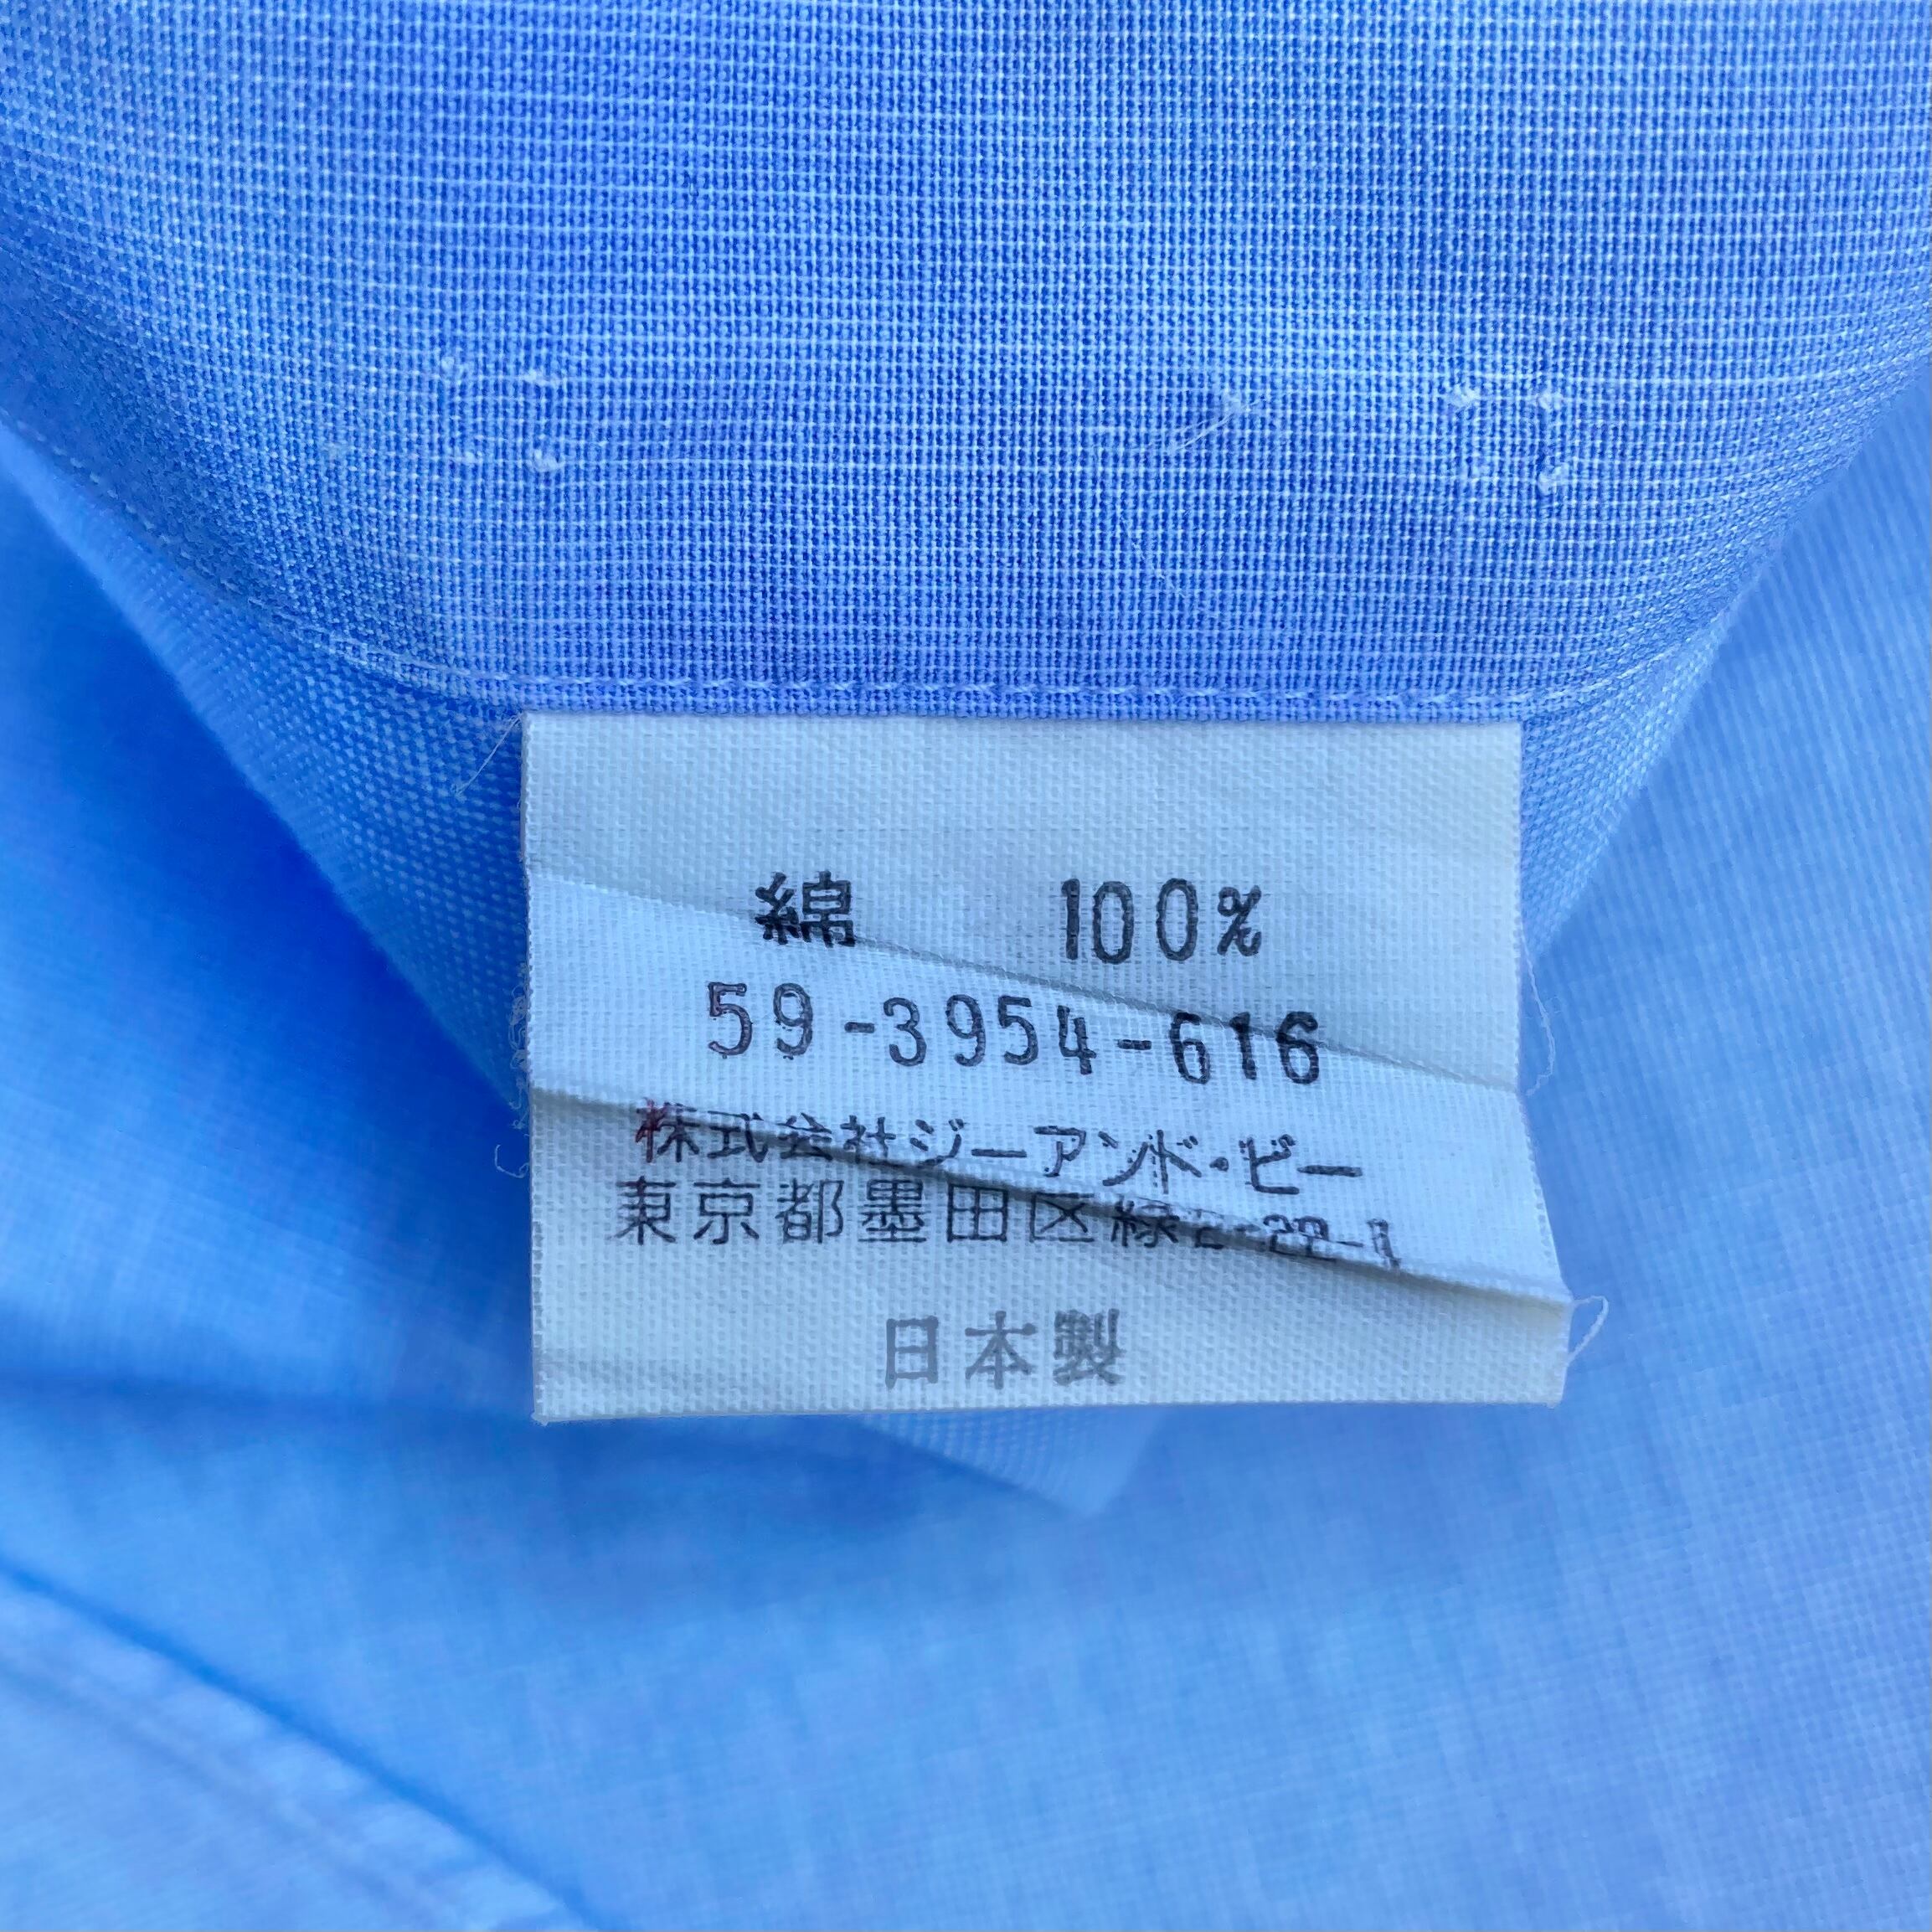 綿 100%
59-3954-616
株式会社ジーアンド・ビー
東京都墨田区緑2-22-1
日本製